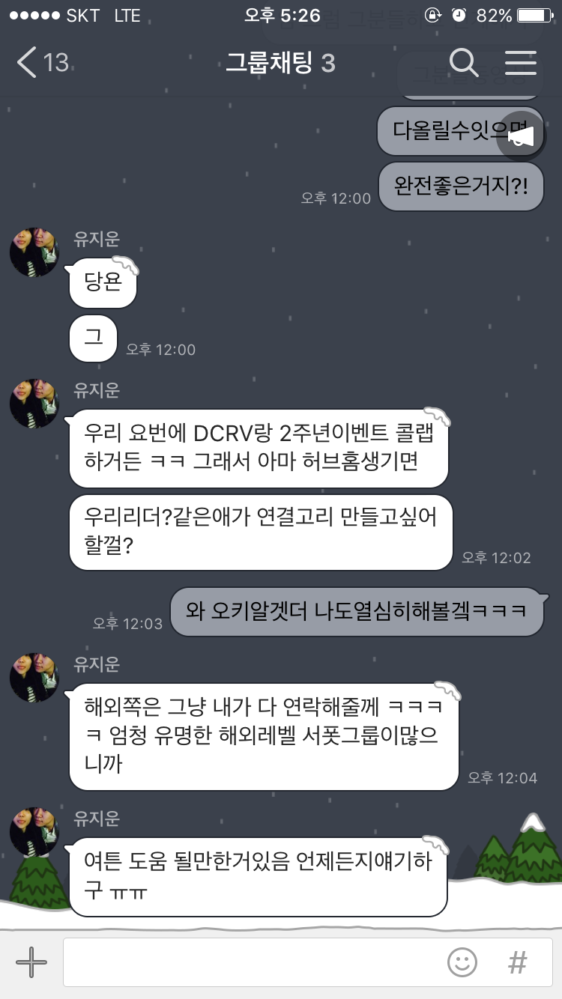 SKT LTE 오후 5:26 82%
13 그룹채팅 3
다올릴수잇으면
완전좋은거지?!
오후 12:00
유지운
당욘
그
오후 12:00
유지운
우리 요번에 DCRV랑 2주년이벤트 콜랩
하거든 ㅋㅋ 그래서 아마 허브홈생기면
우리리더?같은애가 연결고리 만들고싶어
할껄?
오후 12:02
와 오키알겟더 나도열심히해볼겤ㅋㅋㅋ
오후 12:03
유지운
해외쪽은 그냥 내가 다 연락해줄께 ㅋㅋㅋ
ㅋ 엄청 유명한 해외레벨 서폿그룹이많으
니까
오후 12:04
유지운
여튼 도움 될만한거있음 언제든지얘기하
구 ㅠㅠ
#